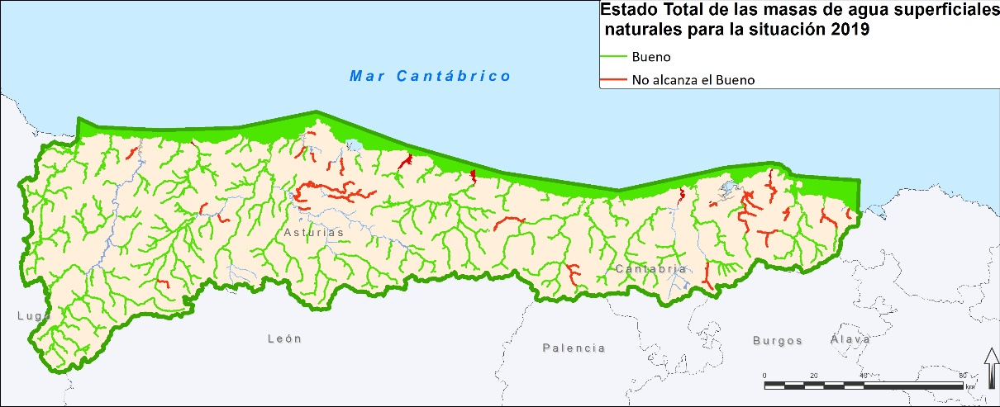 Estado Total de las masas de agua superficiales
naturales para la situación 2019
Bueno
No alcanza el Bueno
Mar Cantábrico
Asturias
Cantabria
Lugo
León
Palencia
Burgos
Álava
0 20 40 80
km